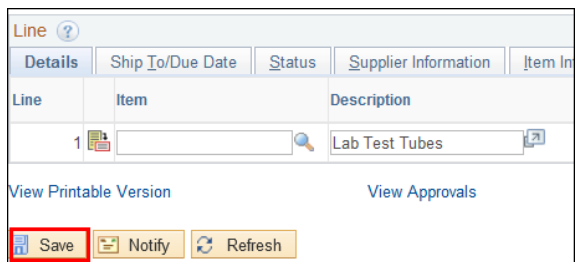 Line ?
Details Ship To/Due Date Status Supplier Information Item In
Line Item Description
1 Lab Test Tubes
View Printable Version View Approvals
Save Notify Refresh